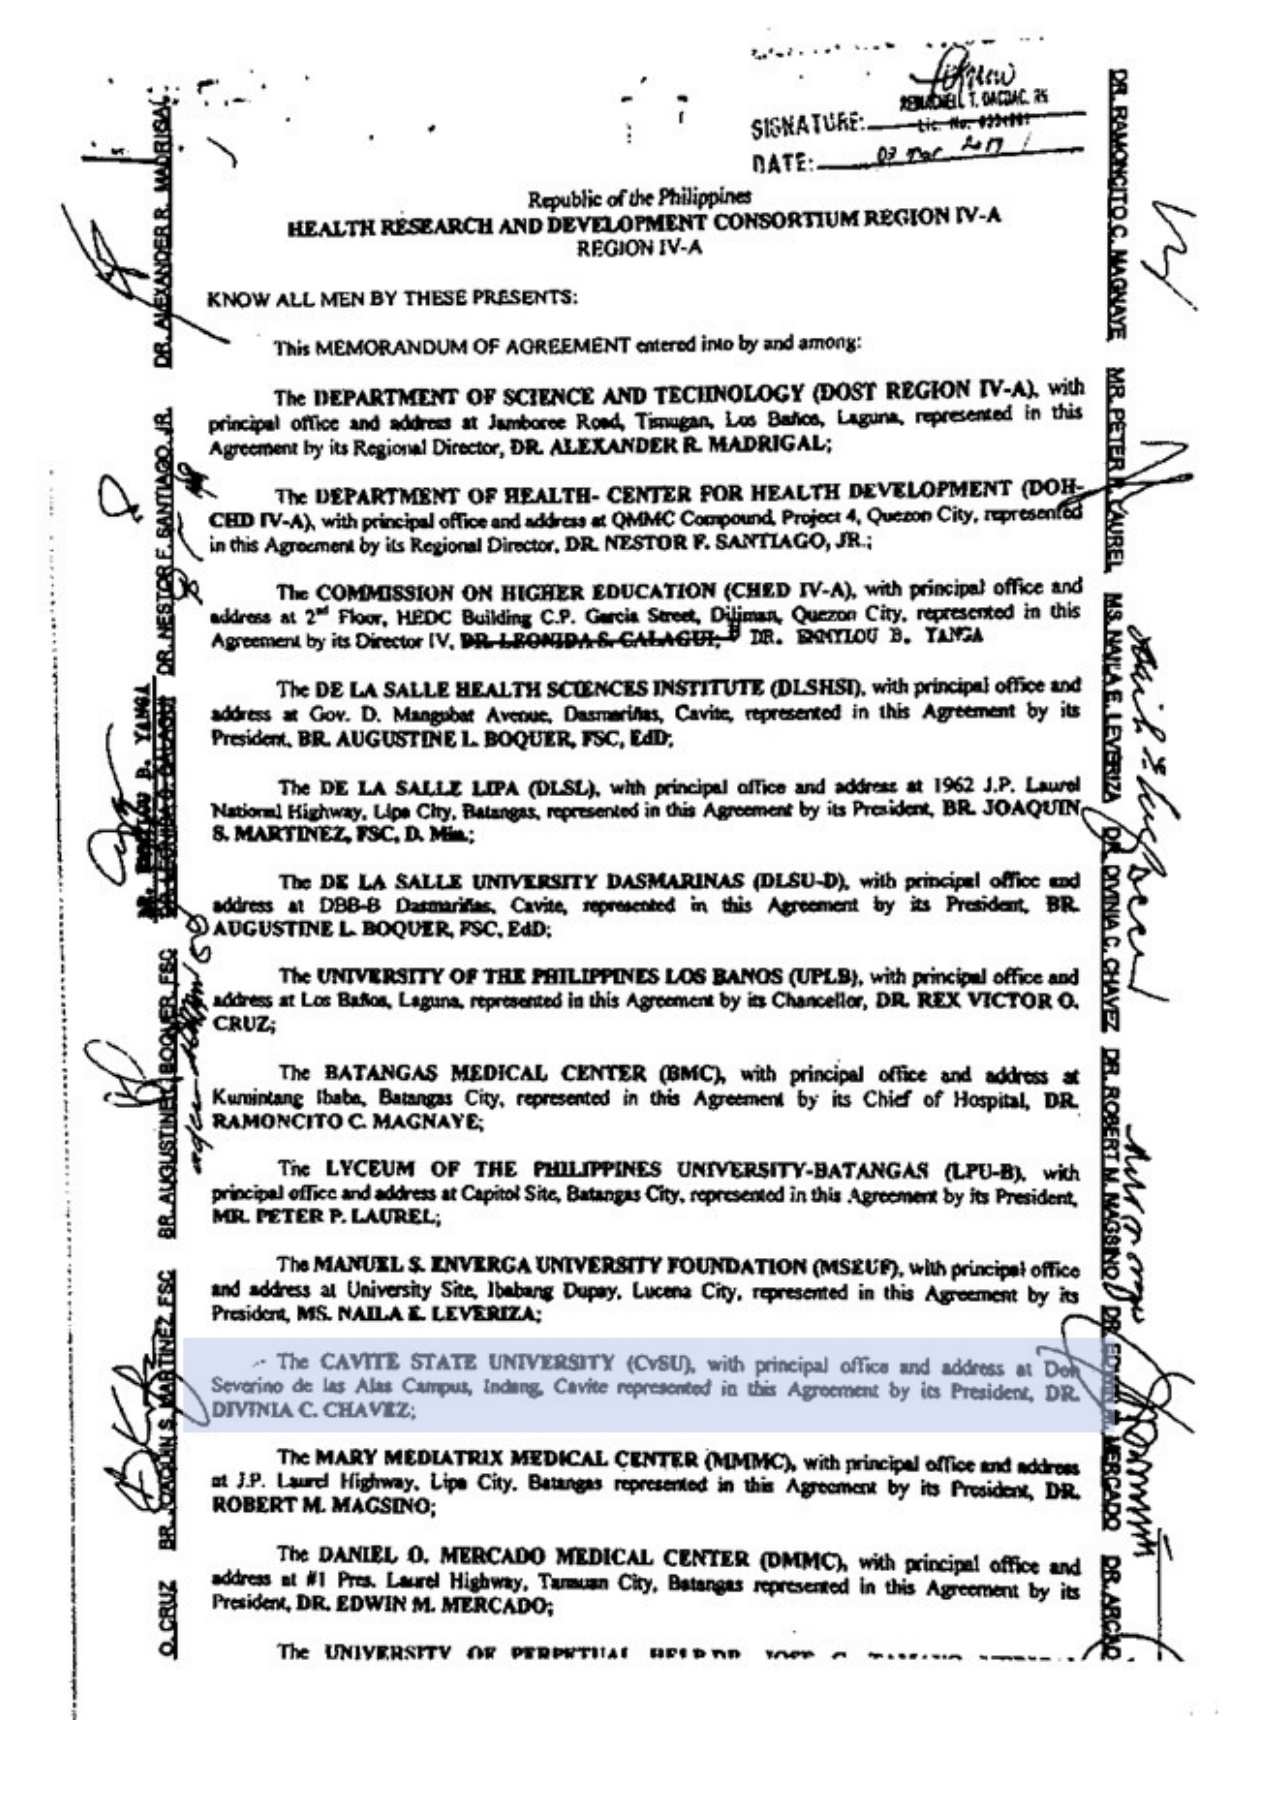 SIGNATURE:
DATE:
Republic of the Philippines
HEALTH RESEARCH AND DEVELOPMENT CONSORTIUM REGION IV-A
REGION IV-A
KNOW ALL MEN BY THESE PRESENTS:
This MEMORANDUM OF AGREEMENT entered into by and among:
The DEPARTMENT OF SCIENCE AND TECHNOLOGY (DOST REGION IV-A), with
principal office and address at Jamboree Road, Timugan, Los Baños, Laguna, represented in this
Agreement by its Regional Director, DR. ALEXANDER R. MADRIGAL;
The DEPARTMENT OF HEALTH- CENTER FOR HEALTH DEVELOPMENT (DOH-
CHD IV-A), with principal office and address at QMMC Compound, Project 4, Quezon City, represented
in this Agreement by its Regional Director, DR. NESTOR F. SANTIAGO, JR.;
The COMMISSION ON HIGHER EDUCATION (CHED IV-A), with principal office and
address at 2nd Floor, HEDC Building C.P. Garcia Street, Diliman, Quezon City, represented in this
Agreement by its Director IV, DR. LEONIDA S. CALAGUI, DR. EMMYLOU B. YANGA
The DE LA SALLE HEALTH SCIENCES INSTITUTE (DLSHSI), with principal office and
address at Gov. D. Mangubat Avenue, Dasmariñas, Cavite, represented in this Agreement by its
President, BR. AUGUSTINE L. BOQUER, FSC, EdD;
The DE LA SALLE LIPA (DLSL), with principal office and address at 1962 J.P. Laurel
National Highway, Lipa City, Batangas, represented in this Agreement by its President, BR. JOAQUIN
S. MARTINEZ, FSC, D. Min.;
The DE LA SALLE UNIVERSITY DASMARINAS (DLSU-D), with principal office and
address at DBB-B Dasmariñas, Cavite, represented in this Agreement by its President, BR.
AUGUSTINE L. BOQUER, FSC, EdD;
The UNIVERSITY OF THE PHILIPPINES LOS BANOS (UPLB), with principal office and
address at Los Baños, Laguna, represented in this Agreement by its Chancellor, DR. REX VICTOR O.
CRUZ;
The BATANGAS MEDICAL CENTER (BMC), with principal office and address at
Kumintang Ibaba, Batangas City, represented in this Agreement by its Chief of Hospital, DR.
RAMONCITO C. MAGNAYE;
The LYCEUM OF THE PHILIPPINES UNIVERSITY-BATANGAS (LPU-B), with
principal office and address at Capitol Site, Batangas City, represented in this Agreement by its President,
MR. PETER P. LAUREL;
The MANUEL S. ENVERGA UNIVERSITY FOUNDATION (MSEUF), with principal office
and address at University Site, Ibabang Dupay, Lucena City, represented in this Agreement by its
President, MS. NAILA E. LEVERIZA;
The CAVITE STATE UNIVERSITY (CvSU), with principal office and address at Don
Severino de las Alas Campus, Indang, Cavite represented in this Agreement by its President, DR.
DIVINIA C. CHAVEZ;
The MARY MEDIATRIX MEDICAL CENTER (MMMC), with principal office and address
at J.P. Laurel Highway, Lipa City, Batangas represented in this Agreement by its President, DR.
ROBERT M. MAGSINO;
The DANIEL O. MERCADO MEDICAL CENTER (DMMC), with principal office and
address at #1 Pres. Laurel Highway, Tanauan City, Batangas represented in this Agreement by its
President, DR. EDWIN M. MERCADO;
The UNIVERSITY OF PERPETUAL HELP DR. JOSE G.
O. CRUZ BR. JOAQUIN S. MARTINEZ, FSC BR. AUGUSTINE L. BOQUER, FSC DR. LEONIDA S. CALAGUI DR. NESTOR F. SANTIAGO, JR. DR. ALEXANDER R. MADRIGAL
DR. EMMYLOU B. YANGA
DR. RAMONCITO C. MAGNAYE MR. PETER P. LAUREL MS. NAILA E. LEVERIZA DR. DIVINIA C. CHAVEZ DR. ROBERT M. MAGSINO DR. EDWIN M. MERCADO DR. ARCAD